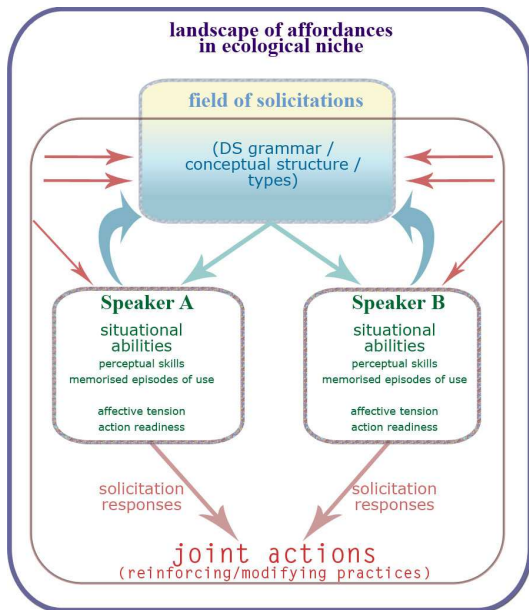 landscape of affordances
in ecological niche
field of solicitations
(DS grammar /
conceptual structure /
types)
Speaker A
situational
abilities
perceptual skills
memorised episodes of use
affective tension
action readiness
Speaker B
situational
abilities
perceptual skills
memorised episodes of use
affective tension
action readiness
solicitation
responses
solicitation
responses
joint actions
(reinforcing/modifying practices)